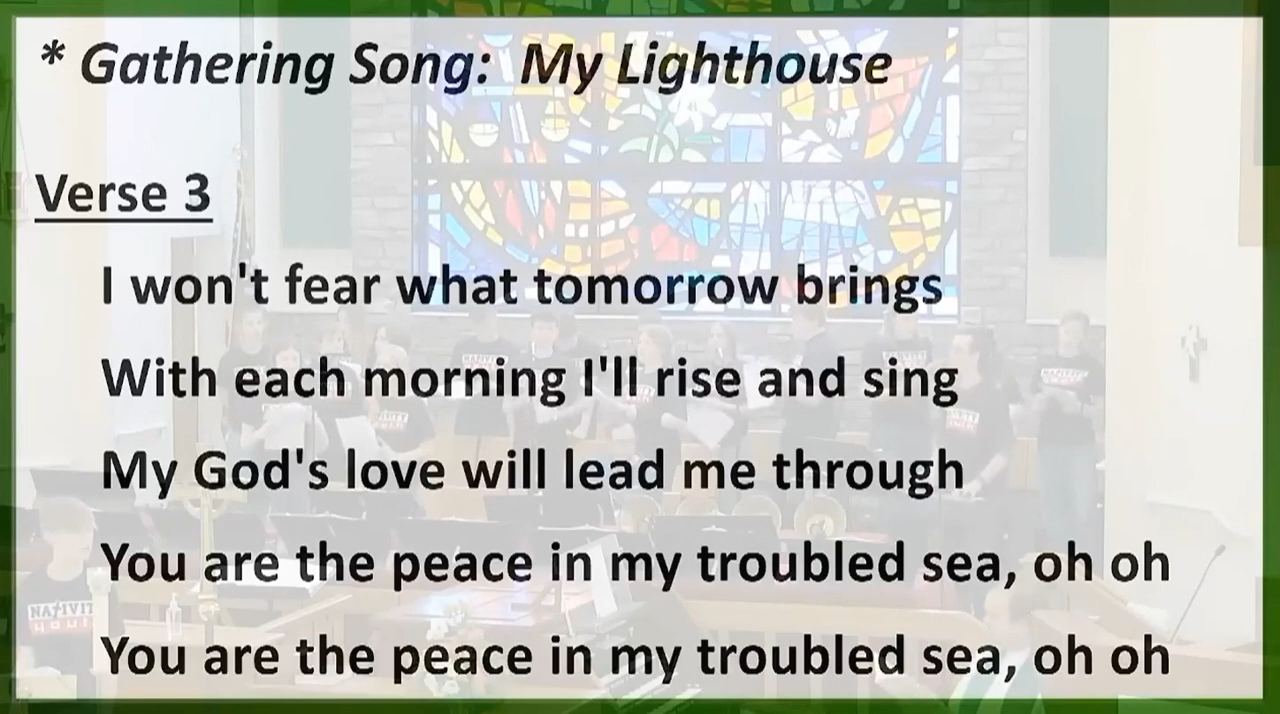 * Gathering Song: My Lighthouse
Verse 3
I won't fear what tomorrow brings
With each morning I'll rise and sing
My God's love will lead me through
You are the peace in my troubled sea, oh oh
You are the peace in my troubled sea, oh oh
NATIVIT